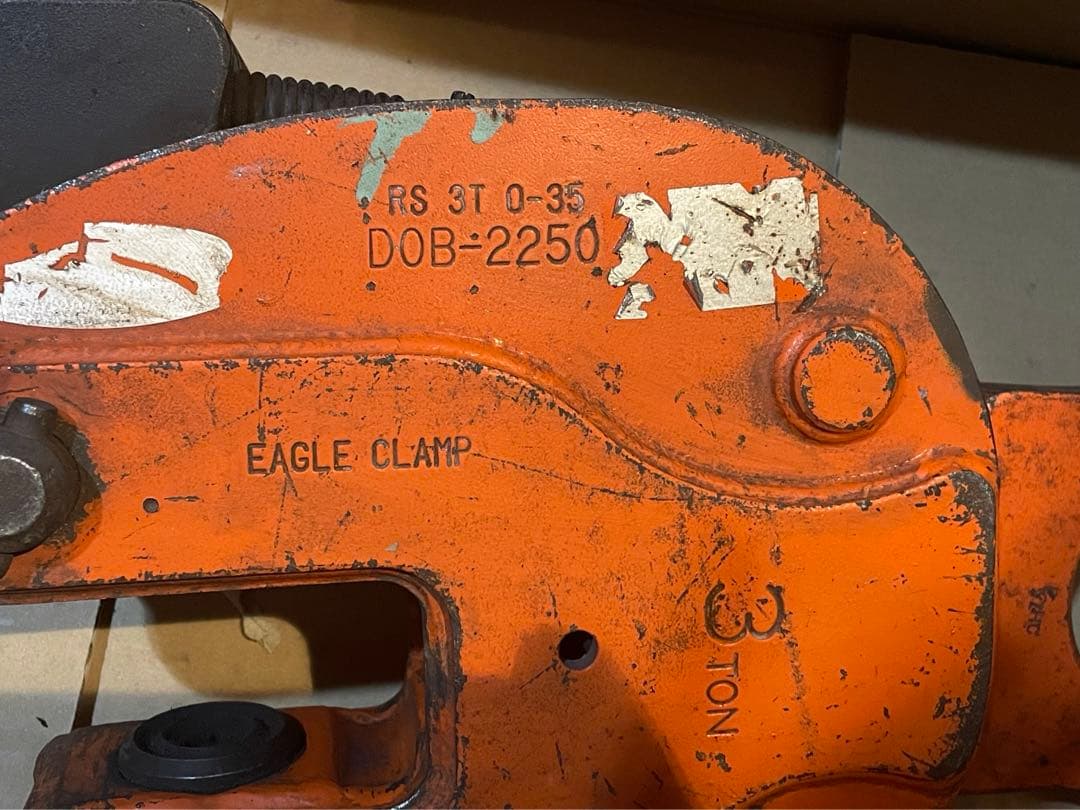 RS 3T 0-35
DOB-2250
EAGLE CLAMP
3
TON